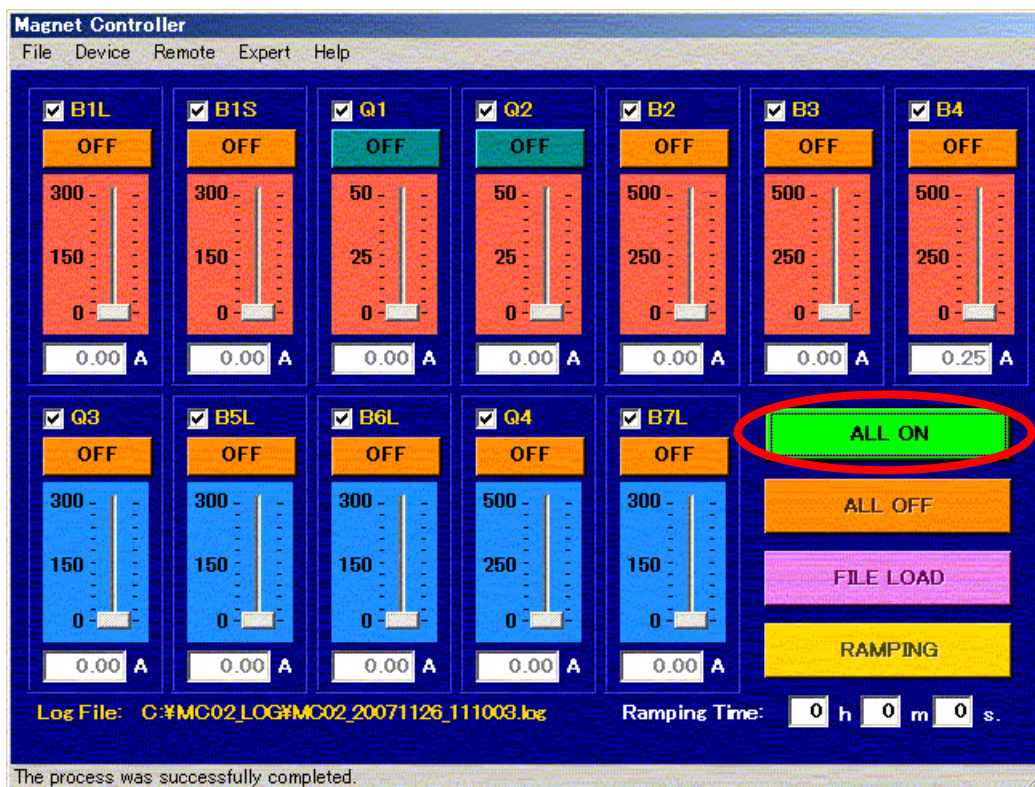 Magnet Controller
File Device Remote Expert Help
B1L B1S Q1 Q2 B2 B3 B4
OFF OFF OFF OFF OFF OFF OFF
300 300 50 50 500 500 500
150 150 25 25 250 250 250
0 0 0 0 0 0 0
0.00 A 0.00 A 0.00 A 0.00 A 0.00 A 0.00 A 0.25 A
Q3 B5L B6L Q4 B7L
ALL ON
OFF OFF OFF OFF OFF
300 300 300 500 300
ALL OFF
150 150 150 250 150
FILE LOAD
0 0 0 0 0
RAMPING
0.00 A 0.00 A 0.00 A 0.00 A 0.00 A
Log File: C:¥MC02_LOG¥MC02_20071126_111003.log Ramping Time: 0 h 0 m 0 s.
The process was successfully completed.